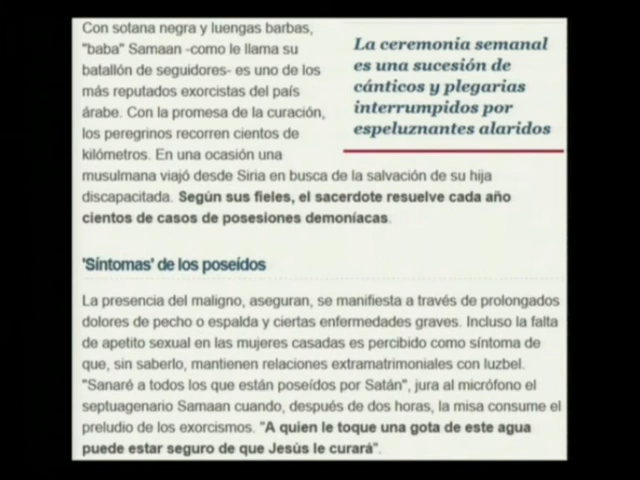 Con sotana negra y luengas barbas,
"baba" Samaan -como le llama su
batallón de seguidores- es uno de los
más reputados exorcistas del país
árabe. Con la promesa de la curación,
los peregrinos recorren cientos de
kilómetros. En una ocasión una
musulmana viajó desde Siria en busca de la salvación de su hija
discapacitada. Según sus fieles, el sacerdote resuelve cada año
cientos de casos de posesiones demoníacas.
La ceremonia semanal
es una sucesión de
cánticos y plegarias
interrumpidos por
espeluznantes alaridos
'Síntomas' de los poseídos
La presencia del maligno, aseguran, se manifiesta a través de prolongados
dolores de pecho o espalda y ciertas enfermedades graves. Incluso la falta
de apetito sexual en las mujeres casadas es percibido como síntoma de
que, sin saberlo, mantienen relaciones extramatrimoniales con luzbel.
"Sanaré a todos los que están poseídos por Satán", jura al micrófono el
septuagenario Samaan cuando, después de dos horas, la misa consume el
preludio de los exorcismos. "A quien le toque una gota de este agua
puede estar seguro de que Jesús le curará".